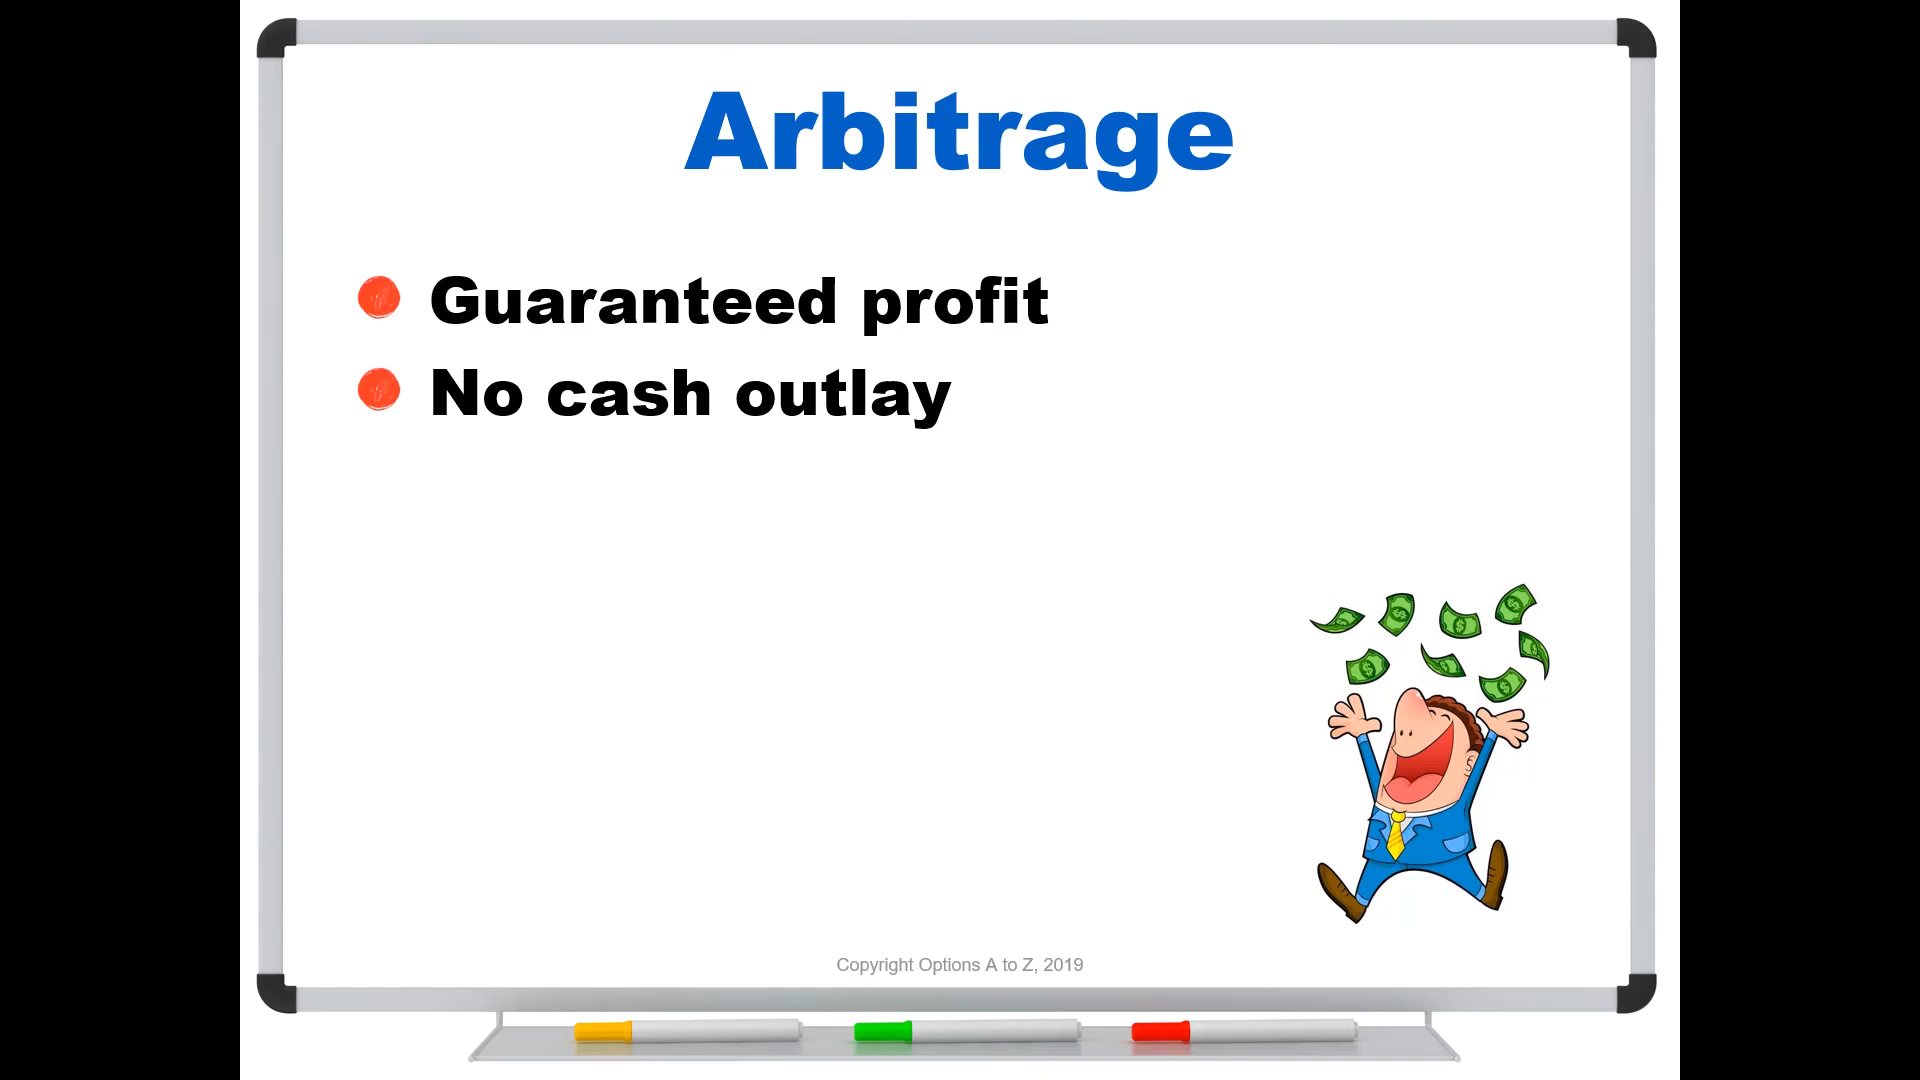 Arbitrage
Guaranteed profit
No cash outlay
Copyright Options A to Z, 2019